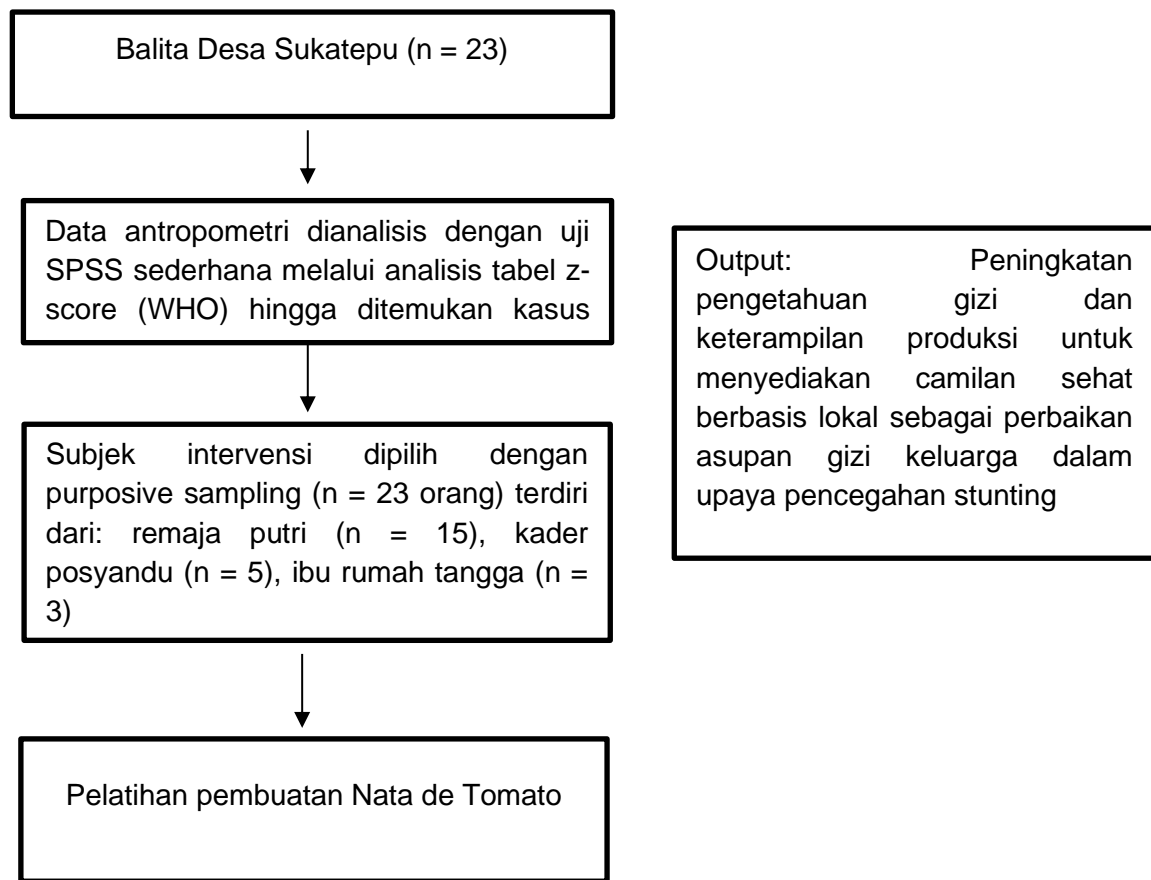 Balita Desa Sukatepu (n = 23)
Data antropometri dianalisis dengan uji
SPSS sederhana melalui analisis tabel z-
score (WHO) hingga ditemukan kasus
Subjek intervensi dipilih dengan
purposive sampling (n = 23 orang) terdiri
dari: remaja putri (n = 15), kader
posyandu (n = 5), ibu rumah tangga (n =
3)
Pelatihan pembuatan Nata de Tomato
Output: Peningkatan
pengetahuan gizi dan
keterampilan produksi untuk
menyediakan camilan sehat
berbasis lokal sebagai perbaikan
asupan gizi keluarga dalam
upaya pencegahan stunting